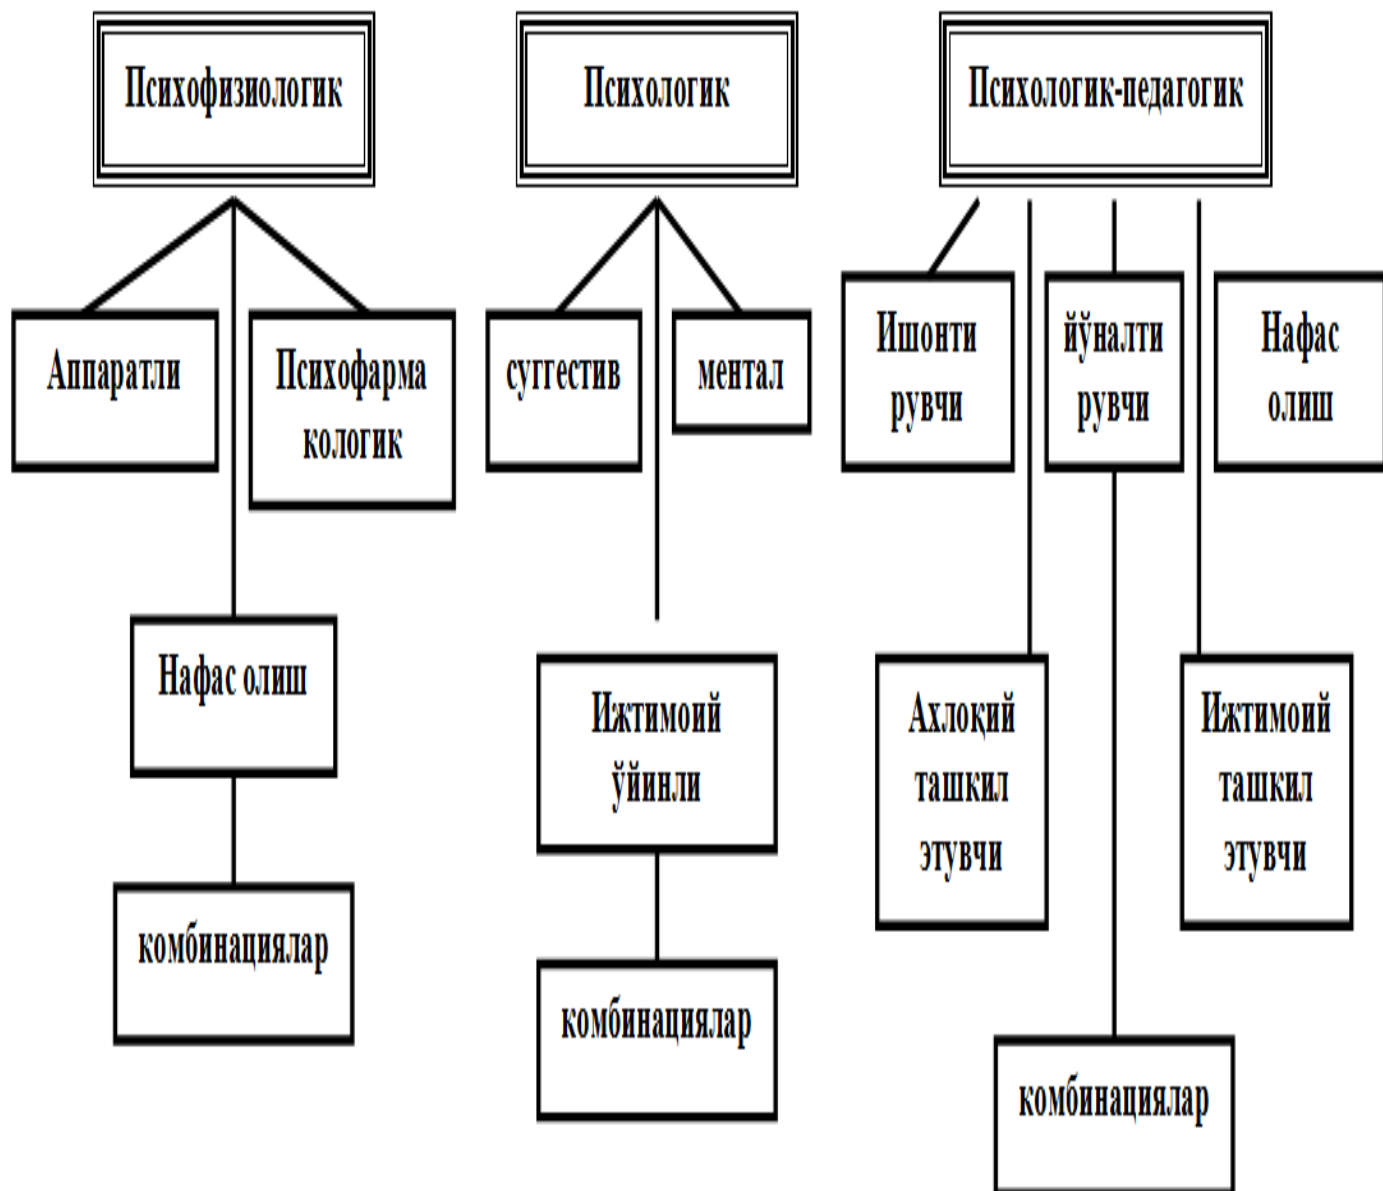 Психофизиологик
Психологик
Психологик-педагогик
Аппаратли
Психофарма
кологик
суггестив
ментал
Ишонти
рувчи
йўналти
рувчи
Нафас
олиш
Нафас олиш
Ижтимоий
ўйинли
Ахлоқий
ташкил
этувчи
Ижтимоий
ташкил
этувчи
комбинациялар
комбинациялар
комбинациялар